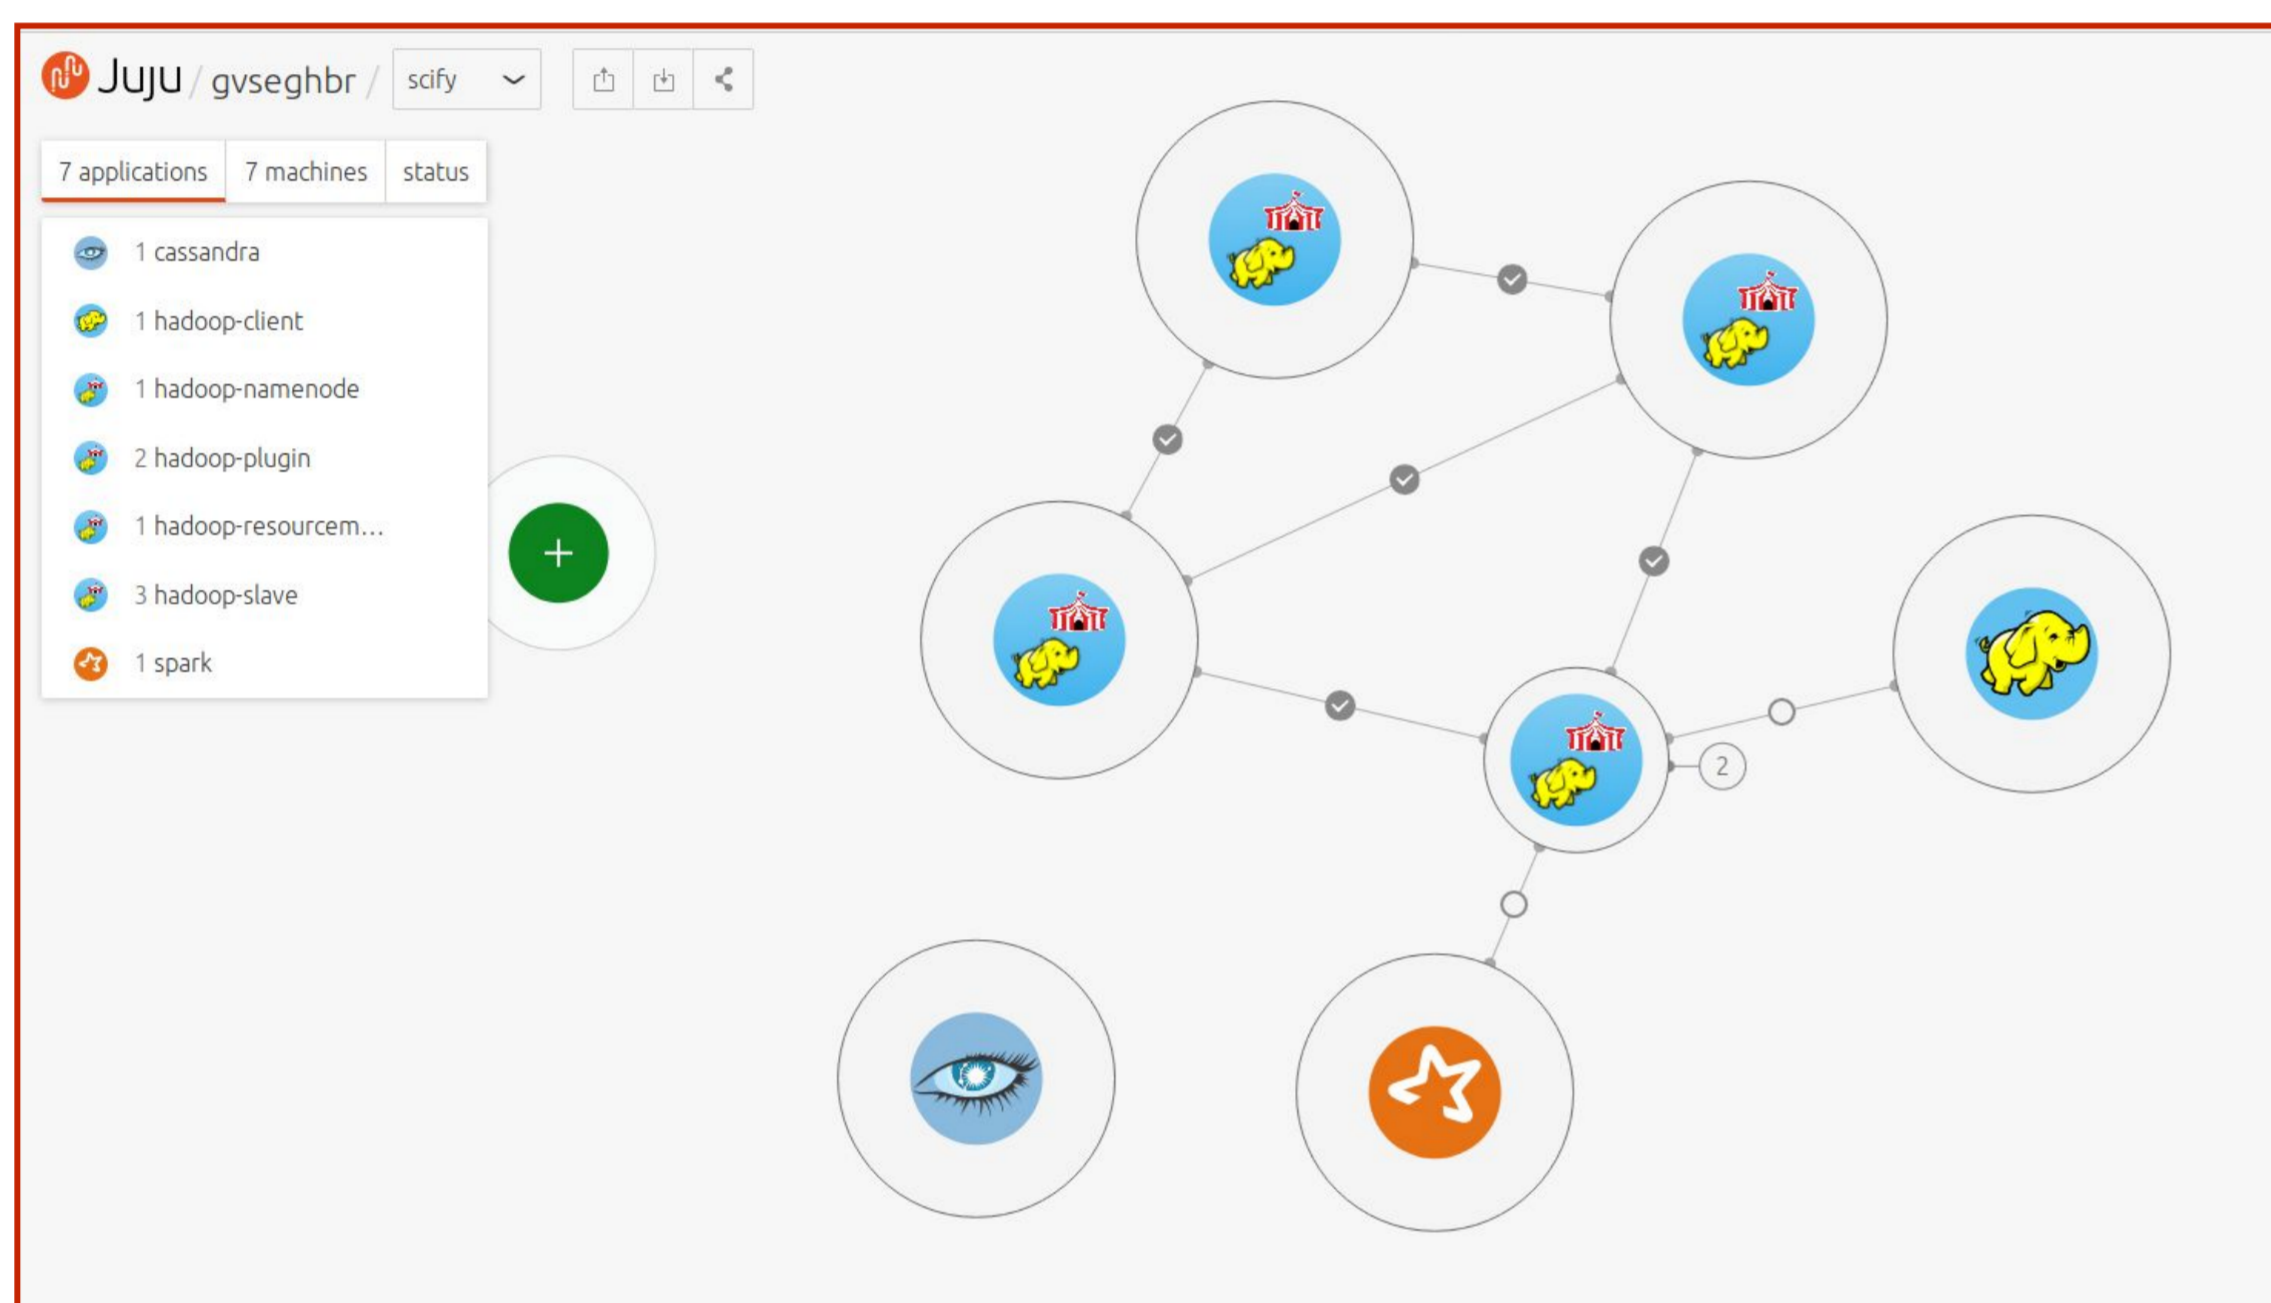 Juju / gvseghbr / scify
7 applications 7 machines status
1 cassandra
1 hadoop-client
1 hadoop-namenode
2 hadoop-plugin
1 hadoop-resourcem...
3 hadoop-slave
1 spark
2